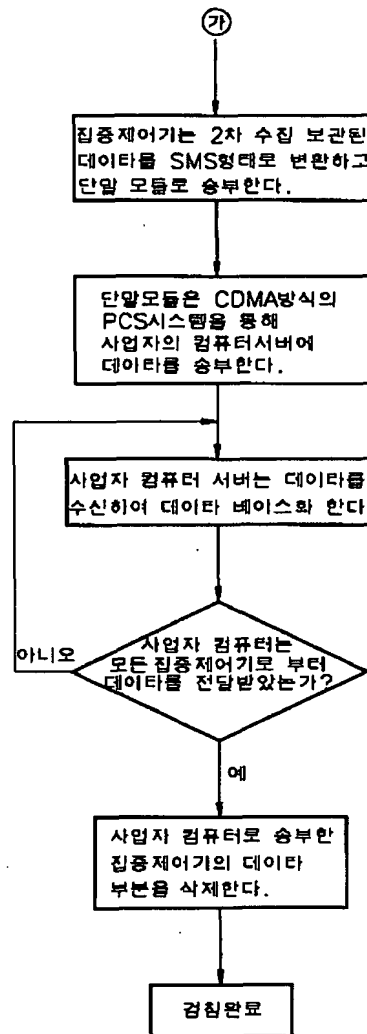 가
집중제어기는 2차 수집 보관된
데이타를 SMS형태로 변환하고
단말 모듈로 송부한다.
단말모듈은 CDMA방식의
PCS시스템을 통해
사업자의 컴퓨터서버에
데이타를 송부한다.
사업자 컴퓨터 서버는 데이타를
수신하여 데이타 베이스화 한다
사업자 컴퓨터는
모든 집중제어기로 부터
데이타를 전달받았는가?
아니오
예
사업자 컴퓨터로 송부한
집중제어기의 데이타
부분을 삭제한다.
검침완료